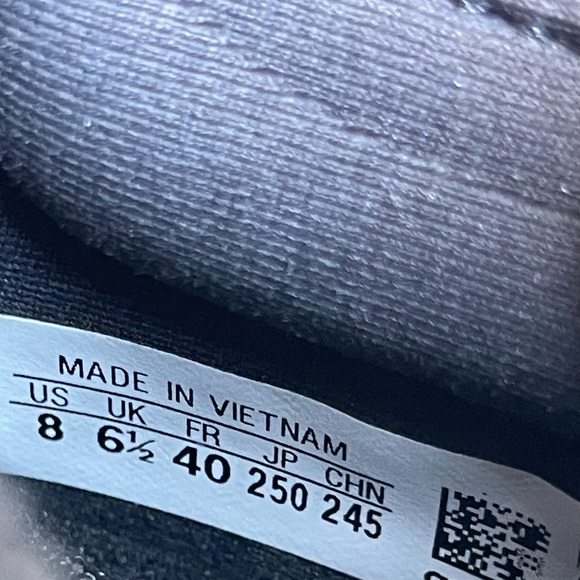 MADE IN VIETNAM
US UK FR JP CHN
8 6½ 40 250 245